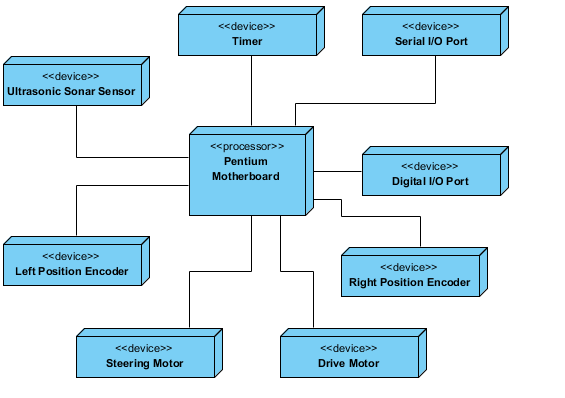 <<device>>
Timer
<<device>>
Serial I/O Port
<<device>>
Ultrasonic Sonar Sensor
<<processor>>
Pentium
Motherboard
<<device>>
Digital I/O Port
<<device>>
Left Position Encoder
<<device>>
Right Position Encoder
<<device>>
Steering Motor
<<device>>
Drive Motor